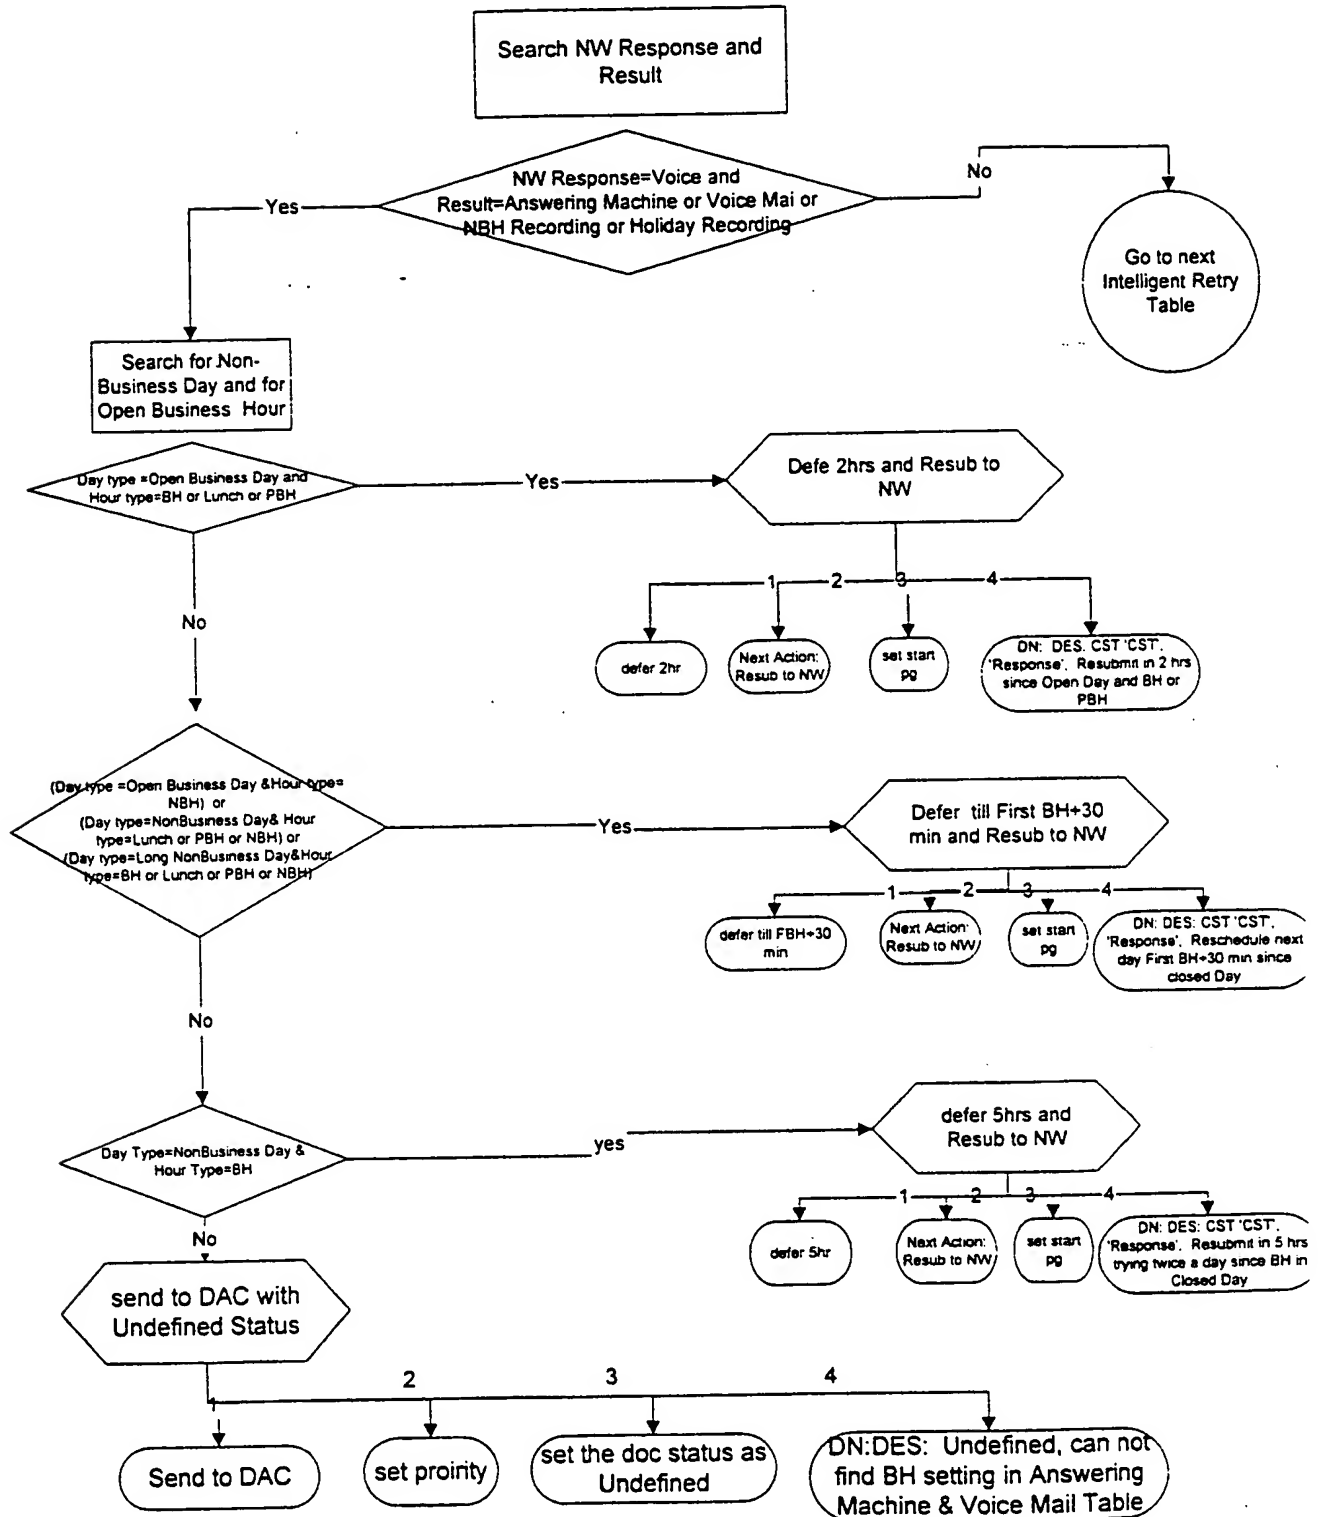 Search NW Response and
Result
NW Response=Voice and
Result=Answering Machine or Voice Mai or
NBH Recording or Holiday Recording
Yes
No
Go to next
Intelligent Retry
Table
Search for Non-
Business Day and for
Open Business Hour
Day type =Open Business Day and
Hour type=BH or Lunch or PBH
Yes
Defe 2hrs and Resub to
NW
1
2
3
4
defer 2hr
Next Action:
Resub to NW
set start
pg
DN: DES. CST 'CST',
'Response', Resubmit in 2 hrs
since Open Day and BH or
PBH
No
(Day type =Open Business Day &Hour type=
NBH) or
(Day type=NonBusiness Day& Hour
type=Lunch or PBH or NBH) or
(Day type=Long NonBusiness Day&Hour
type=BH or Lunch or PBH or NBH)
Yes
Defer till First BH+30
min and Resub to NW
1
2
3
4
defer till FBH+30
min
Next Action:
Resub to NW
set start
pg
DN: DES: CST 'CST',
'Response', Reschedule next
day First BH+30 min since
closed Day
No
Day Type=NonBusiness Day &
Hour Type=BH
yes
defer 5hrs and
Resub to NW
1
2
3
4
defer 5hr
Next Action:
Resub to NW
set start
pg
DN: DES: CST 'CST',
'Response', Resubmit in 5 hrs
trying twice a day since BH in
Closed Day
No
send to DAC with
Undefined Status
1
2
3
4
Send to DAC
set proirity
set the doc status as
Undefined
DN:DES: Undefined, can not
find BH setting in Answering
Machine & Voice Mail Table